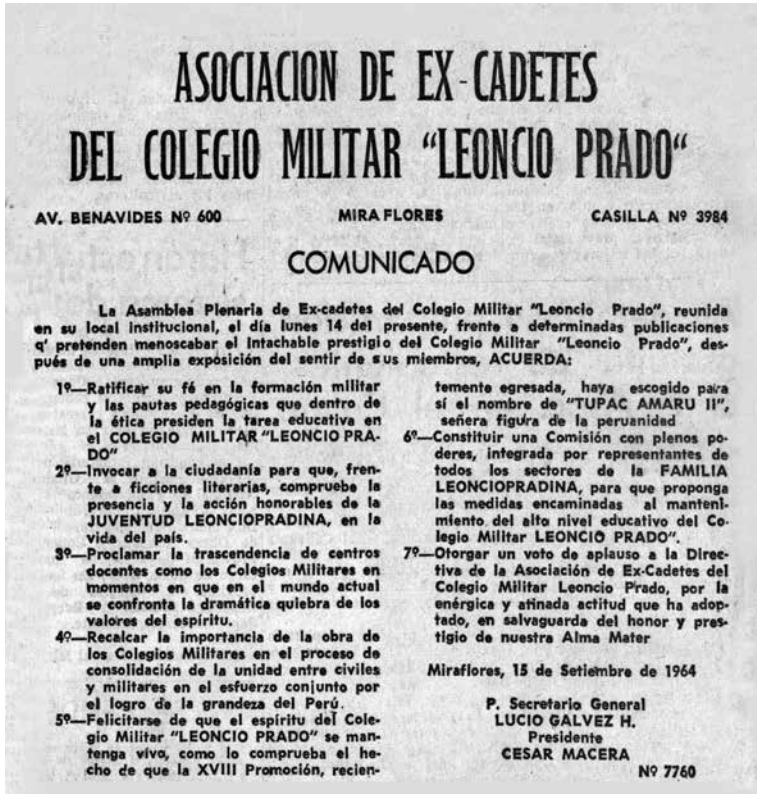 ASOCIACION DE EX-CADETES
DEL COLEGIO MILITAR “LEONCIO PRADO“
AV. BENAVIDES Nº 600 MIRAFLORES CASILLA Nº 3984
COMUNICADO
La Asamblea Plenaria de Ex-cadetes del Colegio Militar "Leoncio Prado", reunida
en su local institucional, el día lunes 14 del presente, frente a determinadas publicaciones
q' pretenden menoscabar el intachable prestigio del Colegio Militar "Leoncio Prado", des-
pués de una amplia exposición del sentir de sus miembros, ACUERDA:
1º—Ratificar su fé en la formación militar
y las pautas pedagógicas que dentro de
la ética presiden la tarea educativa en
el COLEGIO MILITAR "LEONCIO PRA-
DO"
2º—Invocar a la ciudadanía para que, fren-
te a ficciones literarias, compruebe la
presencia y la acción honorables de la
JUVENTUD LEONCIOPRADINA, en la
vida del país.
3º—Proclamar la trascendencia de centros
docentes como los Colegios Militares en
momentos en que en el mundo actual
se confronta la dramática quiebra de los
valores del espíritu.
4º—Recalcar la importancia de la obra de
los Colegios Militares en el proceso de
consolidación de la unidad entre civiles
y militares en el esfuerzo conjunto por
el logro de la grandeza del Perú.
5º—Felicitarse de que el espíritu del Cole-
gio Militar "LEONCIO PRADO" se man-
tenga vivo, como lo comprueba el he-
cho de que la XVIII Promoción, recien-
temente egresada, haya escogido para
sí el nombre de "TUPAC AMARU II",
señera figura de la peruanidad
6º—Constituir una Comisión con plenos po-
deres, integrada por representantes de
todos los sectores de la FAMILIA
LEONCIOPRADINA, para que proponga
las medidas encaminadas al manteni-
miento del alto nivel educativo del Co-
legio Militar LEONCIO PRADO".
7º—Otorgar un voto de aplauso a la Direc-
tiva de la Asociación de Ex-Cadetes del
Colegio Militar Leoncio Prado, por la
enérgica y atinada actitud que ha adop-
tado, en salvaguarda del honor y pres-
tigio de nuestra Alma Mater
Miraflores, 15 de Setiembre de 1964
P. Secretario General
LUCIO GALVEZ H.
Presidente
CESAR MACERA
Nº 7760